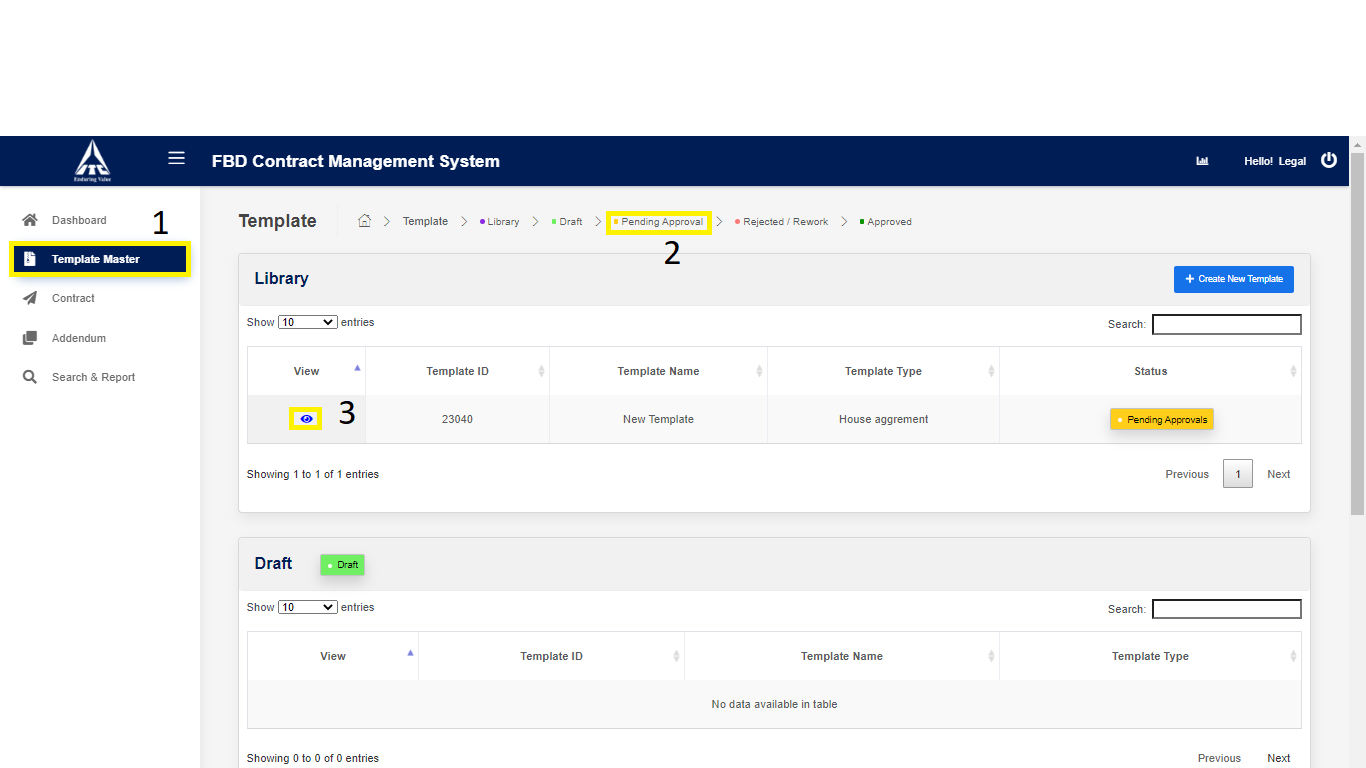 ITC
Enduring Value
FBD Contract Management System
Hello! Legal
Dashboard
1
Template Master
Contract
Addendum
Search & Report
Template
Template
Library
Draft
Pending Approval
Rejected / Rework
Approved
2
Library
Create New Template
Show 10 entries
Search:
View Template ID Template Name Template Type Status
3 23040 New Template House aggrement Pending Approvals
Showing 1 to 1 of 1 entries
Previous 1 Next
Draft Draft
Show 10 entries
Search:
View Template ID Template Name Template Type
No data available in table
Showing 0 to 0 of 0 entries
Previous Next